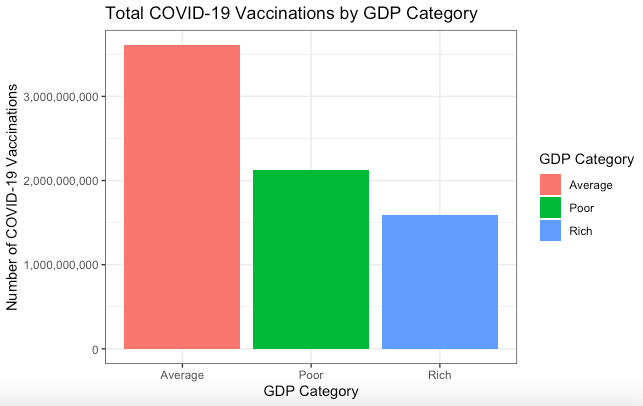 Total COVID-19 Vaccinations by GDP Category
Number of COVID-19 Vaccinations
3,000,000,000
2,000,000,000
1,000,000,000
0
Average
Poor
Rich
GDP Category
GDP Category
Average
Poor
Rich